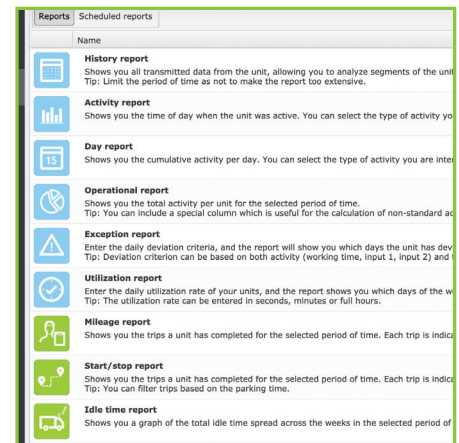 Reports Scheduled reports
Name
History report
Shows you all transmitted data from the unit, allowing you to analyze segments of the unit
Tip: Limit the period of time as not to make the report too extensive.
Activity report
Shows you the time of day when the unit was active. You can select the type of activity yo
Day report
15
Shows you the cumulative activity per day. You can select the type of activity you are inter
Operational report
Shows you the total activity per unit for the selected period of time.
Tip: You can include a special column which is useful for the calculation of non-standard ac
Exception report
Enter the daily deviation criteria, and the report will show you which days the unit has dev
Tip: Deviation criterion can be based on both activity (working time, input 1, input 2) and
Utilization report
Enter the daily utilization rate of your units, and the report shows you which days of the w
Tip: The utilization rate can be entered in seconds, minutes or full hours.
Mileage report
Shows you the trips a unit has completed for the selected period of time. Each trip is indica
Start/stop report
Shows you the trips a unit has completed for the selected period of time. Each trip is indica
Tip: You can filter trips based on the parking time.
Idle time report
Shows you a graph of the total idle time spread across the weeks in the selected period of